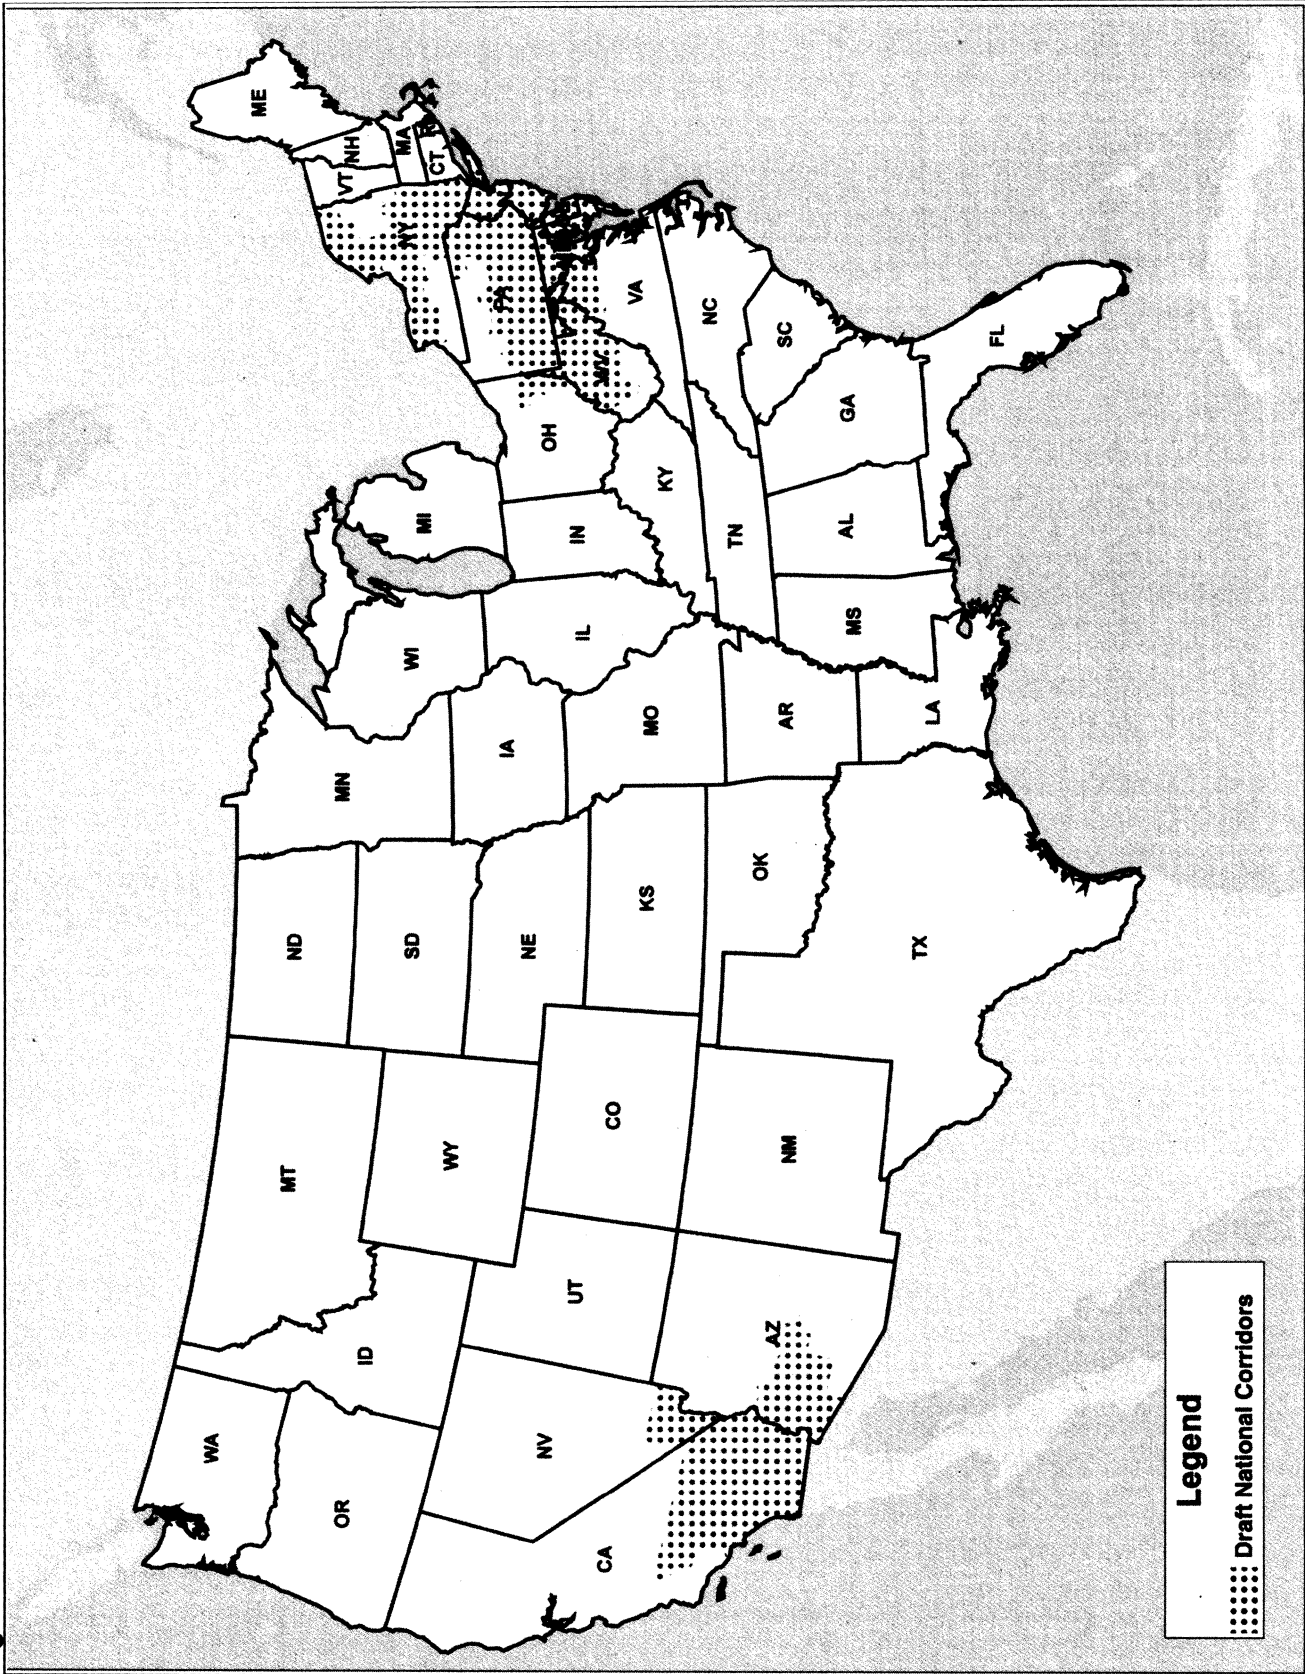 WA
MT
ND
MN
ME
VT
NH
OR
ID
SD
WI
MI
NY
MA
RI
CT
WY
IA
PA
NJ
NV
UT
NE
IL
IN
OH
CA
CO
KS
MO
KY
WV
VA
AZ
NM
OK
AR
TN
NC
SC
TX
LA
MS
AL
GA
FL
Legend
Draft National Corridors